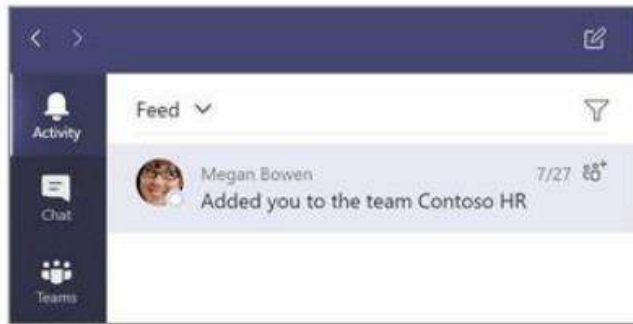 Activity
Feed
Megan Bowen 7/27
Added you to the team Contoso HR
Chat
Teams